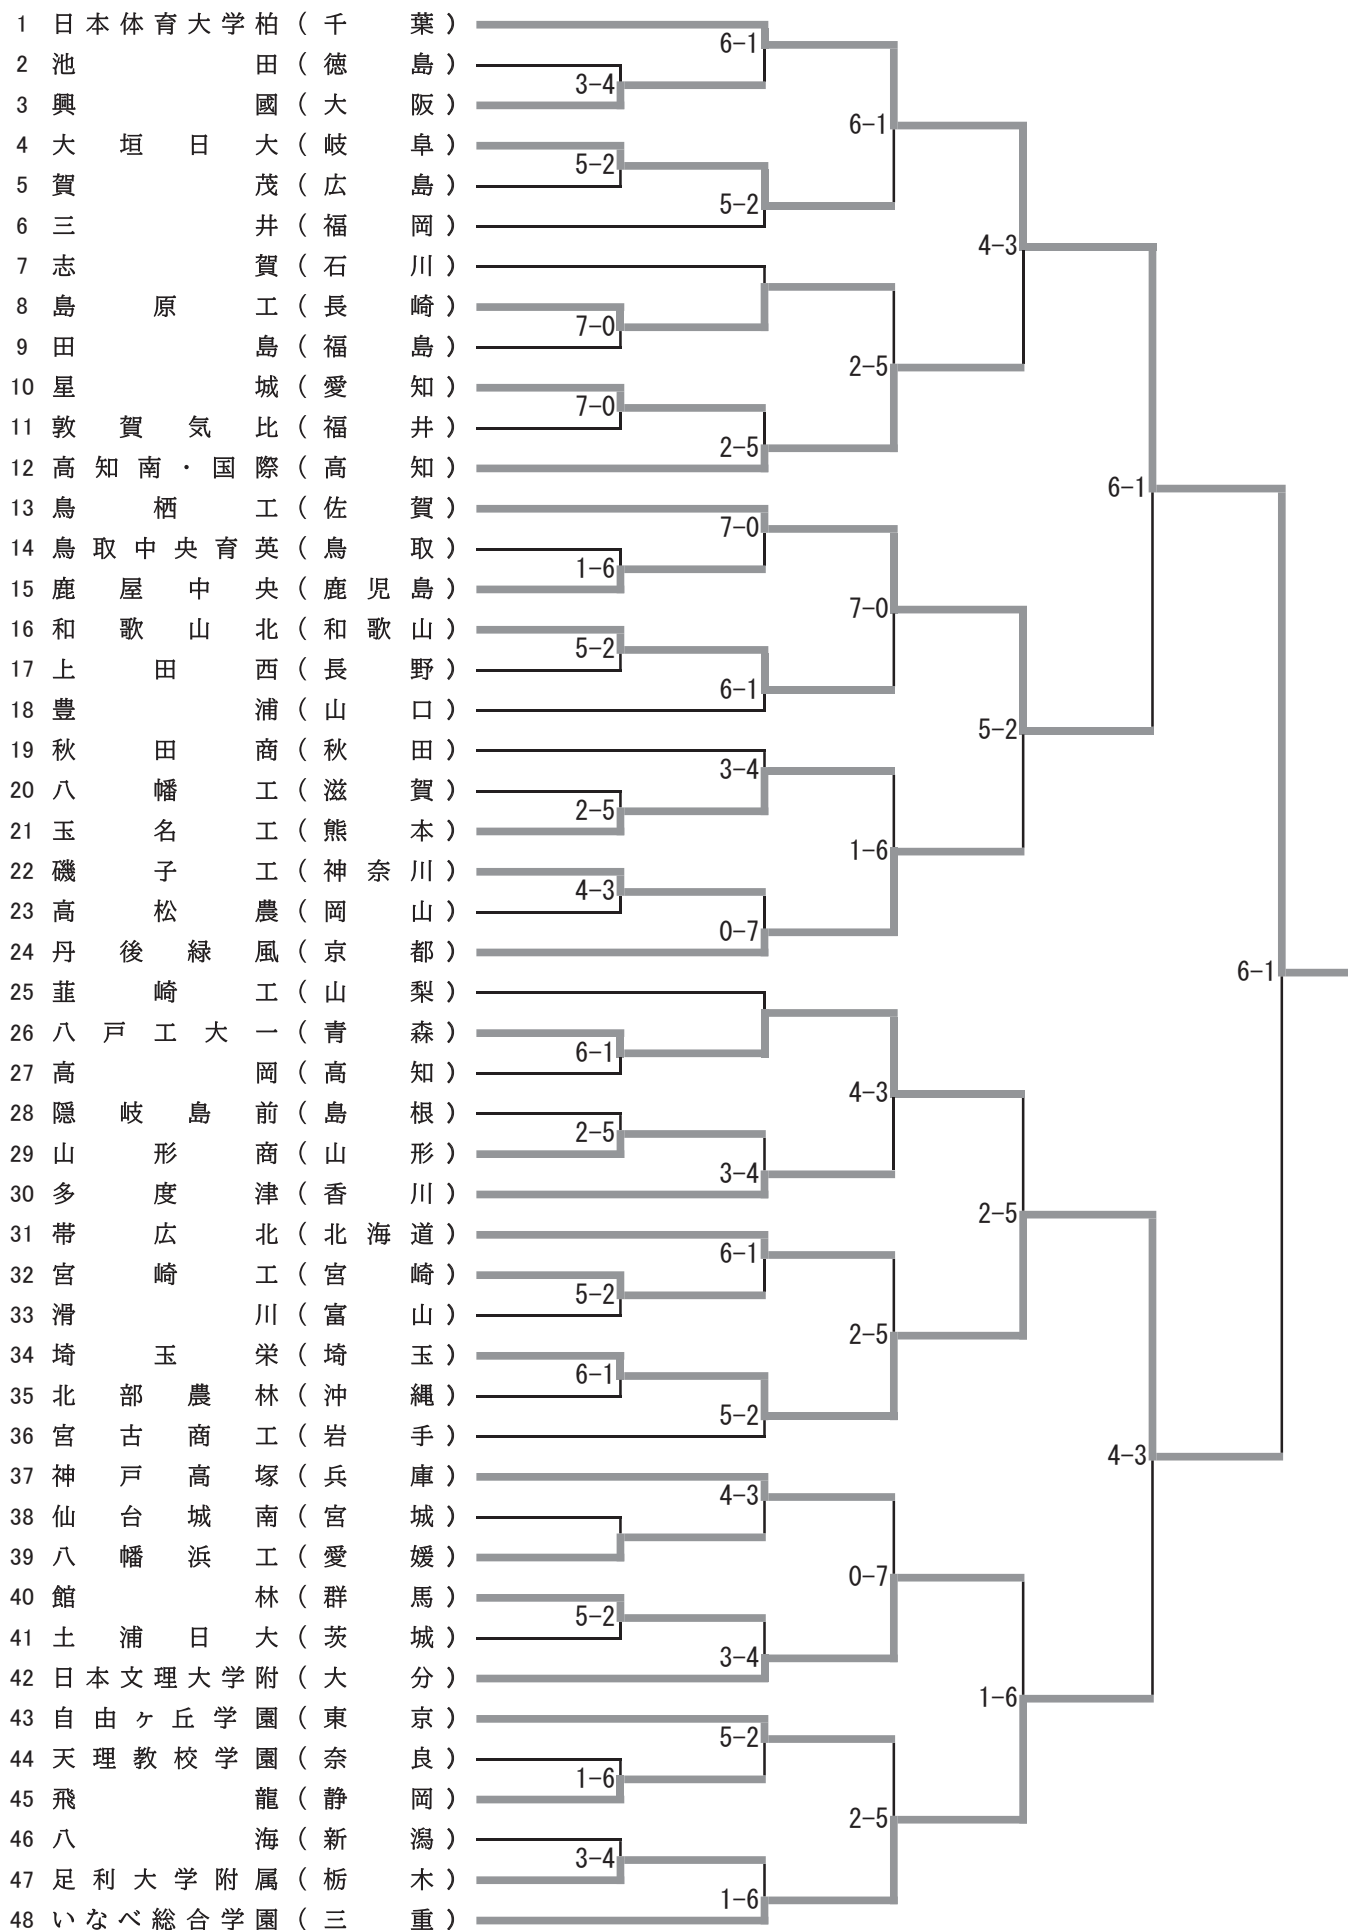 1 日本体育大学柏(千葉)
6-1
2 池田(徳島)
3-4
3 興國(大阪)
6-1
4 大垣日大(岐阜)
5-2
5 賀茂(広島)
5-2
6 三井(福岡)
4-3
7 志賀(石川)
8 島原工(長崎)
7-0
9 田島(福島)
2-5
10 星城(愛知)
7-0
11 敦賀気比(福井)
2-5
12 高知南・国際(高知)
6-1
13 鳥栖工(佐賀)
7-0
14 鳥取中央育英(鳥取)
1-6
15 鹿屋中央(鹿児島)
7-0
16 和歌山北(和歌山)
5-2
17 上田西(長野)
6-1
18 豊浦(山口)
5-2
19 秋田商(秋田)
3-4
20 八幡工(滋賀)
2-5
21 玉名工(熊本)
1-6
22 磯子工(神奈川)
4-3
23 高松農(岡山)
0-7
24 丹後緑風(京都)
6-1
25 韮崎工(山梨)
26 八戸工大一(青森)
6-1
27 高岡(高知)
4-3
28 隠岐島前(島根)
2-5
29 山形商(山形)
3-4
30 多度津(香川)
2-5
31 帯広北(北海道)
6-1
32 宮崎工(宮崎)
5-2
33 滑川(富山)
2-5
34 埼玉栄(埼玉)
6-1
35 北部農林(沖縄)
5-2
36 宮古商工(岩手)
4-3
37 神戸高塚(兵庫)
4-3
38 仙台城南(宮城)
39 八幡浜工(愛媛)
0-7
40 館林(群馬)
5-2
41 土浦日大(茨城)
3-4
42 日本文理大学附(大分)
1-6
43 自由ヶ丘学園(東京)
5-2
44 天理教校学園(奈良)
1-6
45 飛龍(静岡)
2-5
46 八海(新潟)
3-4
47 足利大学附属(栃木)
1-6
48 いなべ総合学園(三重)